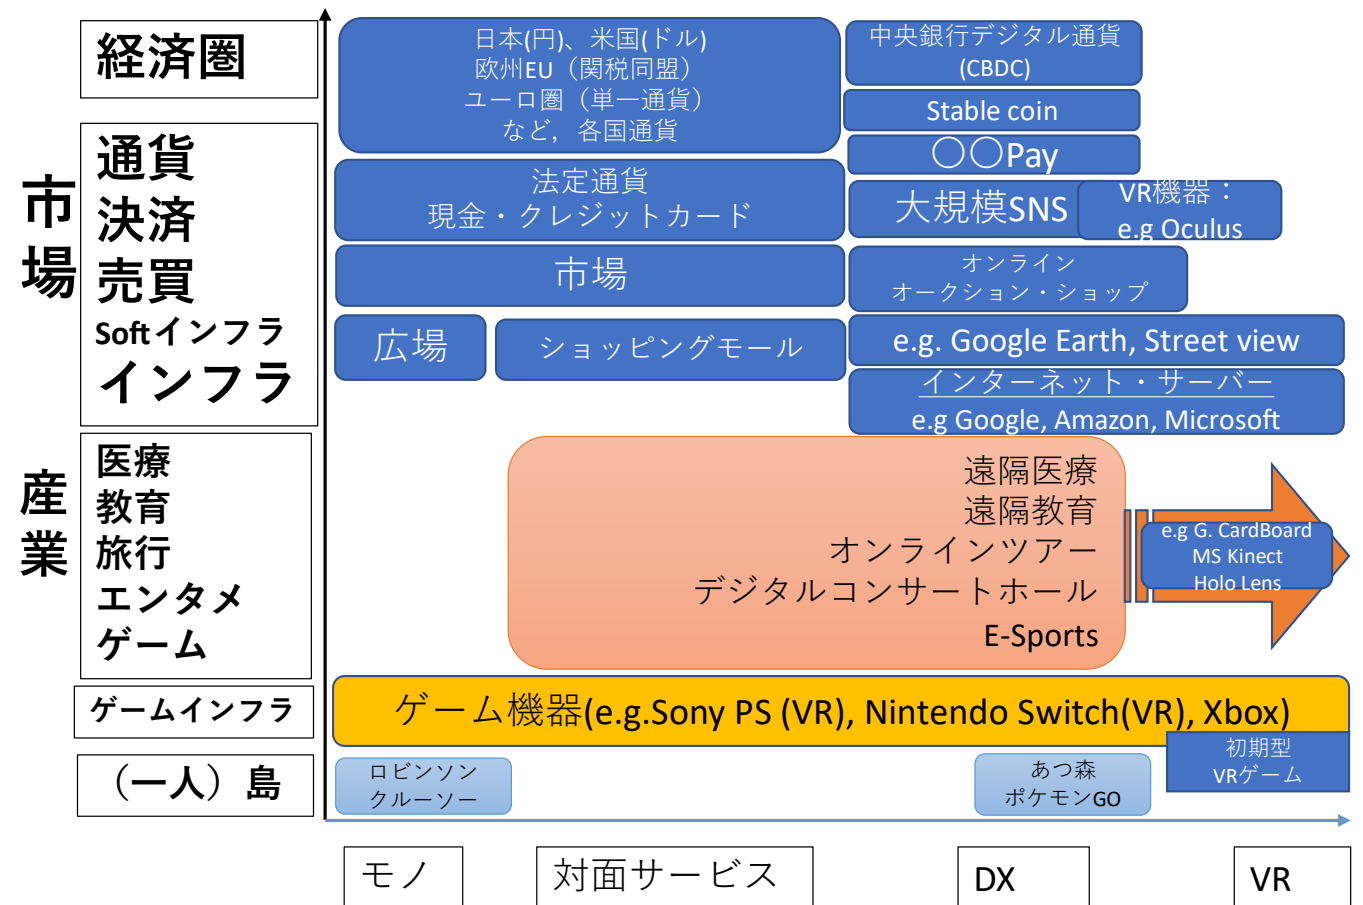 経済圏
市場
通貨
決済
売買
Softインフラ
インフラ
産業
医療
教育
旅行
エンタメ
ゲーム
ゲームインフラ
（一人）島
日本(円)、米国(ドル)
欧州EU（関税同盟）
ユーロ圏（単一通貨）
など，各国通貨
中央銀行デジタル通貨
(CBDC)
Stable coin
〇〇Pay
法定通貨
現金・クレジットカード
大規模SNS
VR機器：
e.g Oculus
市場
オンライン
オークション・ショップ
広場
ショッピングモール
e.g. Google Earth, Street view
インターネット・サーバー
e.g Google, Amazon, Microsoft
遠隔医療
遠隔教育
オンラインツアー
デジタルコンサートホール
E-Sports
e.g G. CardBoard
MS Kinect
Holo Lens
ゲーム機器(e.g.Sony PS (VR), Nintendo Switch(VR), Xbox)
ロビンソン
クルーソー
あつ森
ポケモンGO
初期型
VRゲーム
モノ
対面サービス
DX
VR